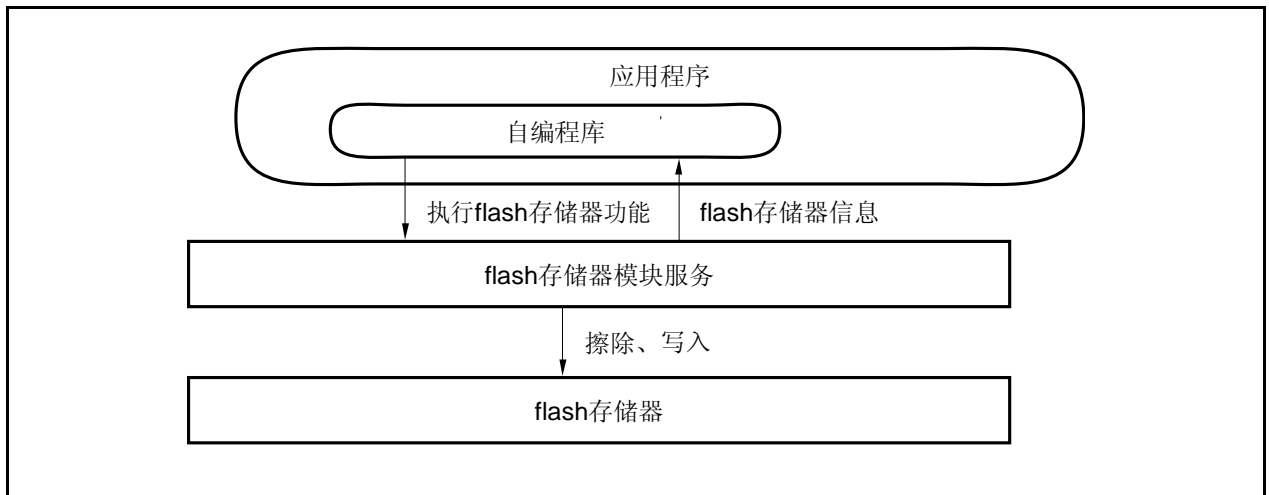 应用程序
自编程库
执行flash存储器功能
flash存储器信息
flash存储器模块服务
擦除、写入
flash存储器